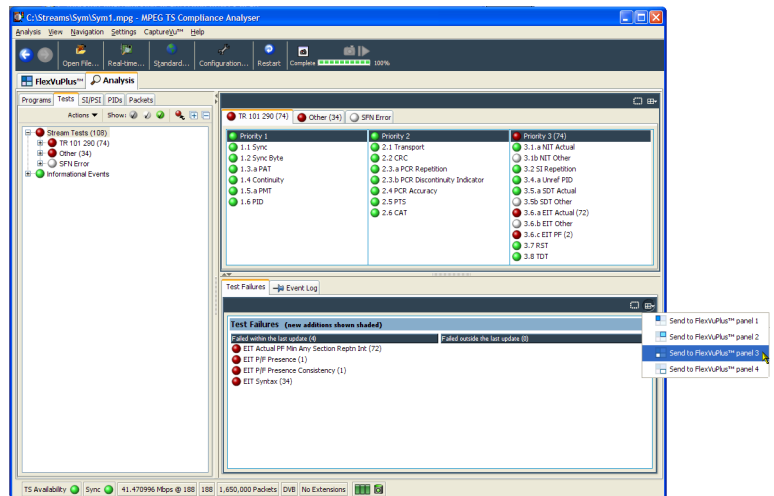 C:\Streams\Sym\Sym1.mpg - MPEG TS Compliance Analyser
Analysis View Navigation Settings CaptureVu™ Help
Open File... Real-time... Standard... Configuration... Restart Complete 100%
FlexVuPlus™ Analysis
Programs Tests SI/PSI PIDs Packets
Actions Show:
Stream Tests (108)
TR 101 290 (74)
Other (34)
SFN Error
Informational Events
TR 101 290 (74) Other (34) SFN Error
Priority 1
1.1 Sync
1.2 Sync Byte
1.3.a PAT
1.4 Continuity
1.5.a PMT
1.6 PID
Priority 2
2.1 Transport
2.2 CRC
2.3.a PCR Repetition
2.3.b PCR Discontinuity Indicator
2.4 PCR Accuracy
2.5 PTS
2.6 CAT
Priority 3 (74)
3.1.a NIT Actual
3.1b NIT Other
3.2 SI Repetition
3.4.a Unref PID
3.5.a SDT Actual
3.5b SDT Other
3.6.a EIT Actual (72)
3.6.b EIT Other
3.6.c EIT PF (2)
3.7 RST
3.8 TDT
Test Failures Event Log
Test Failures (new additions shown shaded)
Failed within the last update (4) Failed outside the last update (0)
EIT Actual PF Min Any Section Reptn Int (72)
EIT P/F Presence (1)
EIT P/F Presence Consistency (1)
EIT Syntax (34)
Send to FlexVuPlus™ panel 1
Send to FlexVuPlus™ panel 2
Send to FlexVuPlus™ panel 3
Send to FlexVuPlus™ panel 4
TS Availability Sync 41.470996 Mbps @ 188 188 1,650,000 Packets DVB No Extensions